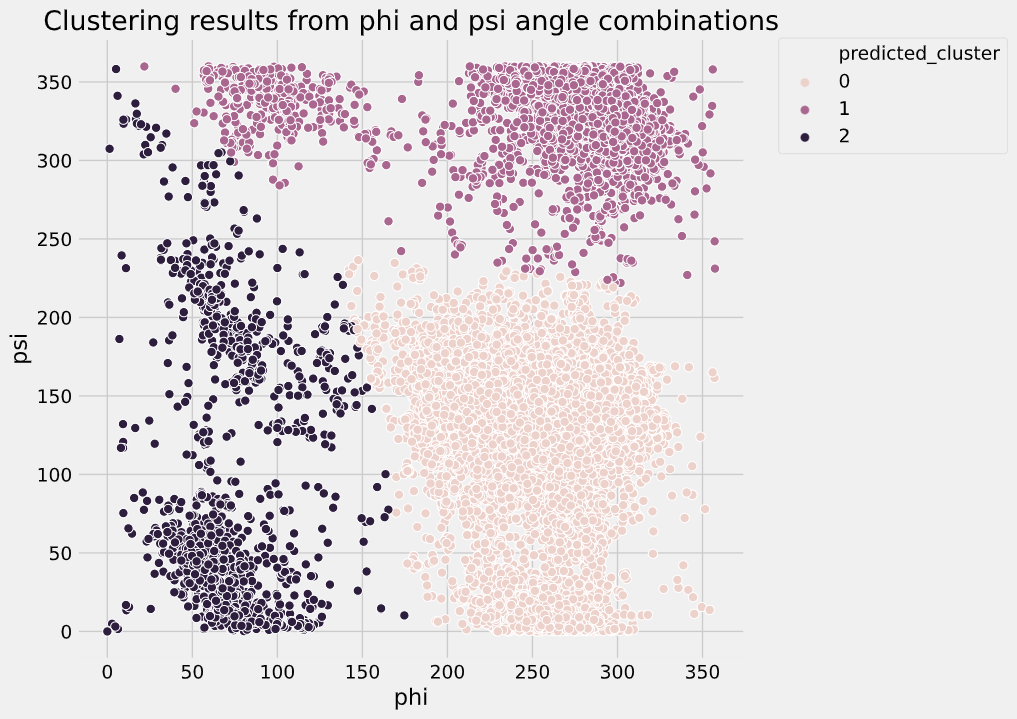 Clustering results from phi and psi angle combinations
predicted_cluster
0
1
2
350
300
250
200
150
100
50
0
psi
0 50 100 150 200 250 300 350
phi